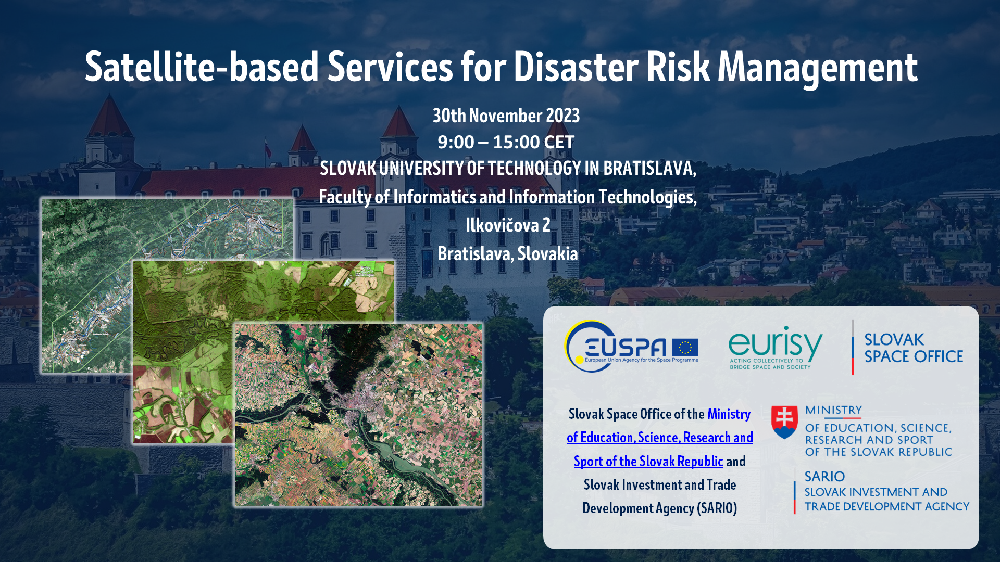 Satellite-based Services for Disaster Risk Management
30th November 2023
9:00 – 15:00 CET
SLOVAK UNIVERSITY OF TECHNOLOGY IN BRATISLAVA,
Faculty of Informatics and Information Technologies,
Ilkovičova 2
Bratislava, Slovakia
EUSPA
European Union Agency for the Space Programme
eurisy
ACTING COLLECTIVELY TO
BRIDGE SPACE AND SOCIETY
SLOVAK
SPACE OFFICE
Slovak Space Office of the Ministry
of Education, Science, Research and
Sport of the Slovak Republic and
Slovak Investment and Trade
Development Agency (SARIO)
MINISTRY
OF EDUCATION, SCIENCE,
RESEARCH AND SPORT
OF THE SLOVAK REPUBLIC
SARIO
SLOVAK INVESTMENT AND
TRADE DEVELOPMENT AGENCY